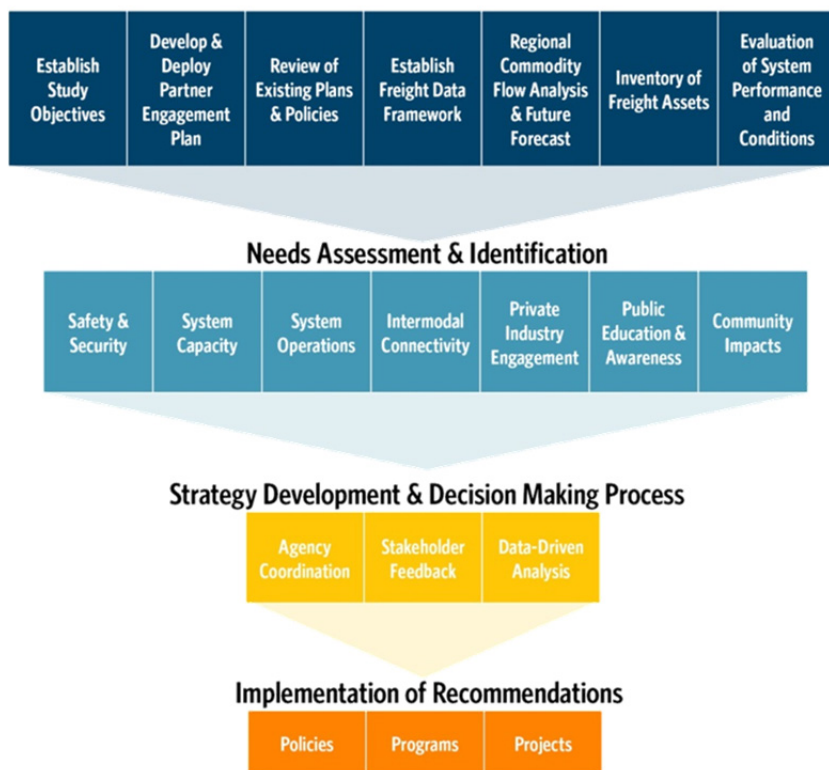 Establish
Study
Objectives
Develop &
Deploy
Partner
Engagement
Plan
Review of
Existing Plans
& Policies
Establish
Freight Data
Framework
Regional
Commodity
Flow Analysis
& Future
Forecast
Inventory of
Freight Assets
Evaluation
of System
Performance
and
Conditions
Needs Assessment & Identification
Safety &
Security
System
Capacity
System
Operations
Intermodal
Connectivity
Private
Industry
Engagement
Public
Education &
Awareness
Community
Impacts
Strategy Development & Decision Making Process
Agency
Coordination
Stakeholder
Feedback
Data-Driven
Analysis
Implementation of Recommendations
Policies
Programs
Projects